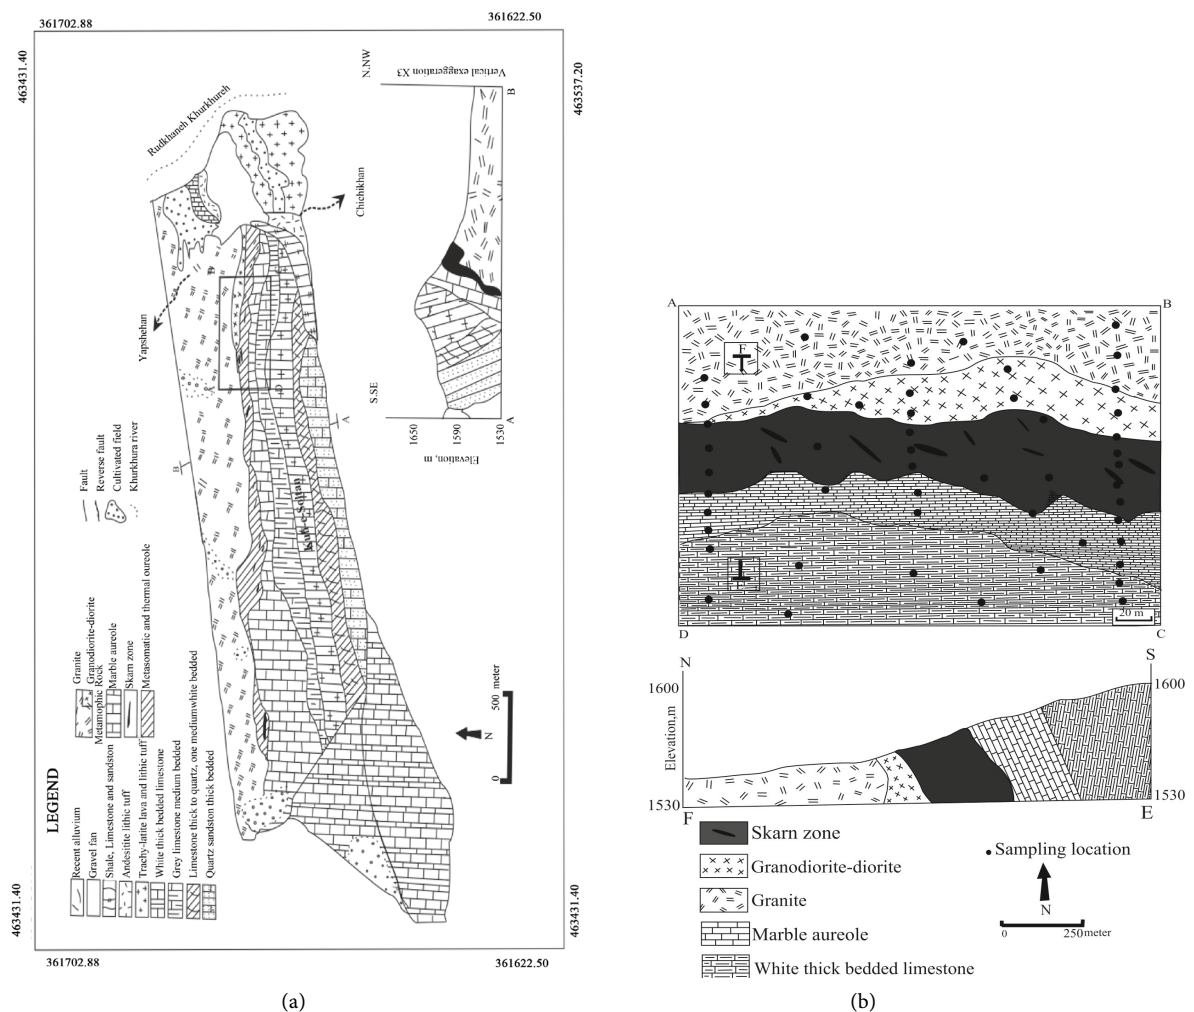 361702.88
361622.50
463431.40
463537.20
Rudkhaneh Khurkhureh
Chichikhan
Yapshehan
N.NW
Vertical exaggeration X3
B
S.SE
A
1650
1590
1530
Elevation, m
B
A
Kuh-e Sultan
Fault
Reverse fault
Cultivated field
Khurkhura river
Granite
Granodiorite-diorite
Metamophic Rock
Marble aureole
Skarn zone
Metasomatic and thermal oureole
LEGEND
Recent alluvium
Gravel fan
Shale, Limestone and sandston
Andesitite lithic tuff
Trachy-latite lava and lithic tuff
White thick bedded limestone
Grey limestone medium bedded
Limestone thick to quartz, one mediumwhite bedded
Quartz sandston thick bedded
N
0
500 meter
463431.40
463431.40
361702.88
361622.50
(a)
A
B
F
E
20 m
D
C
N
S
1600
1600
Elevation,m
1530
1530
F
E
Skarn zone
Granodiorite-diorite
Granite
Marble aureole
White thick bedded limestone
Sampling location
N
0
250meter
(b)